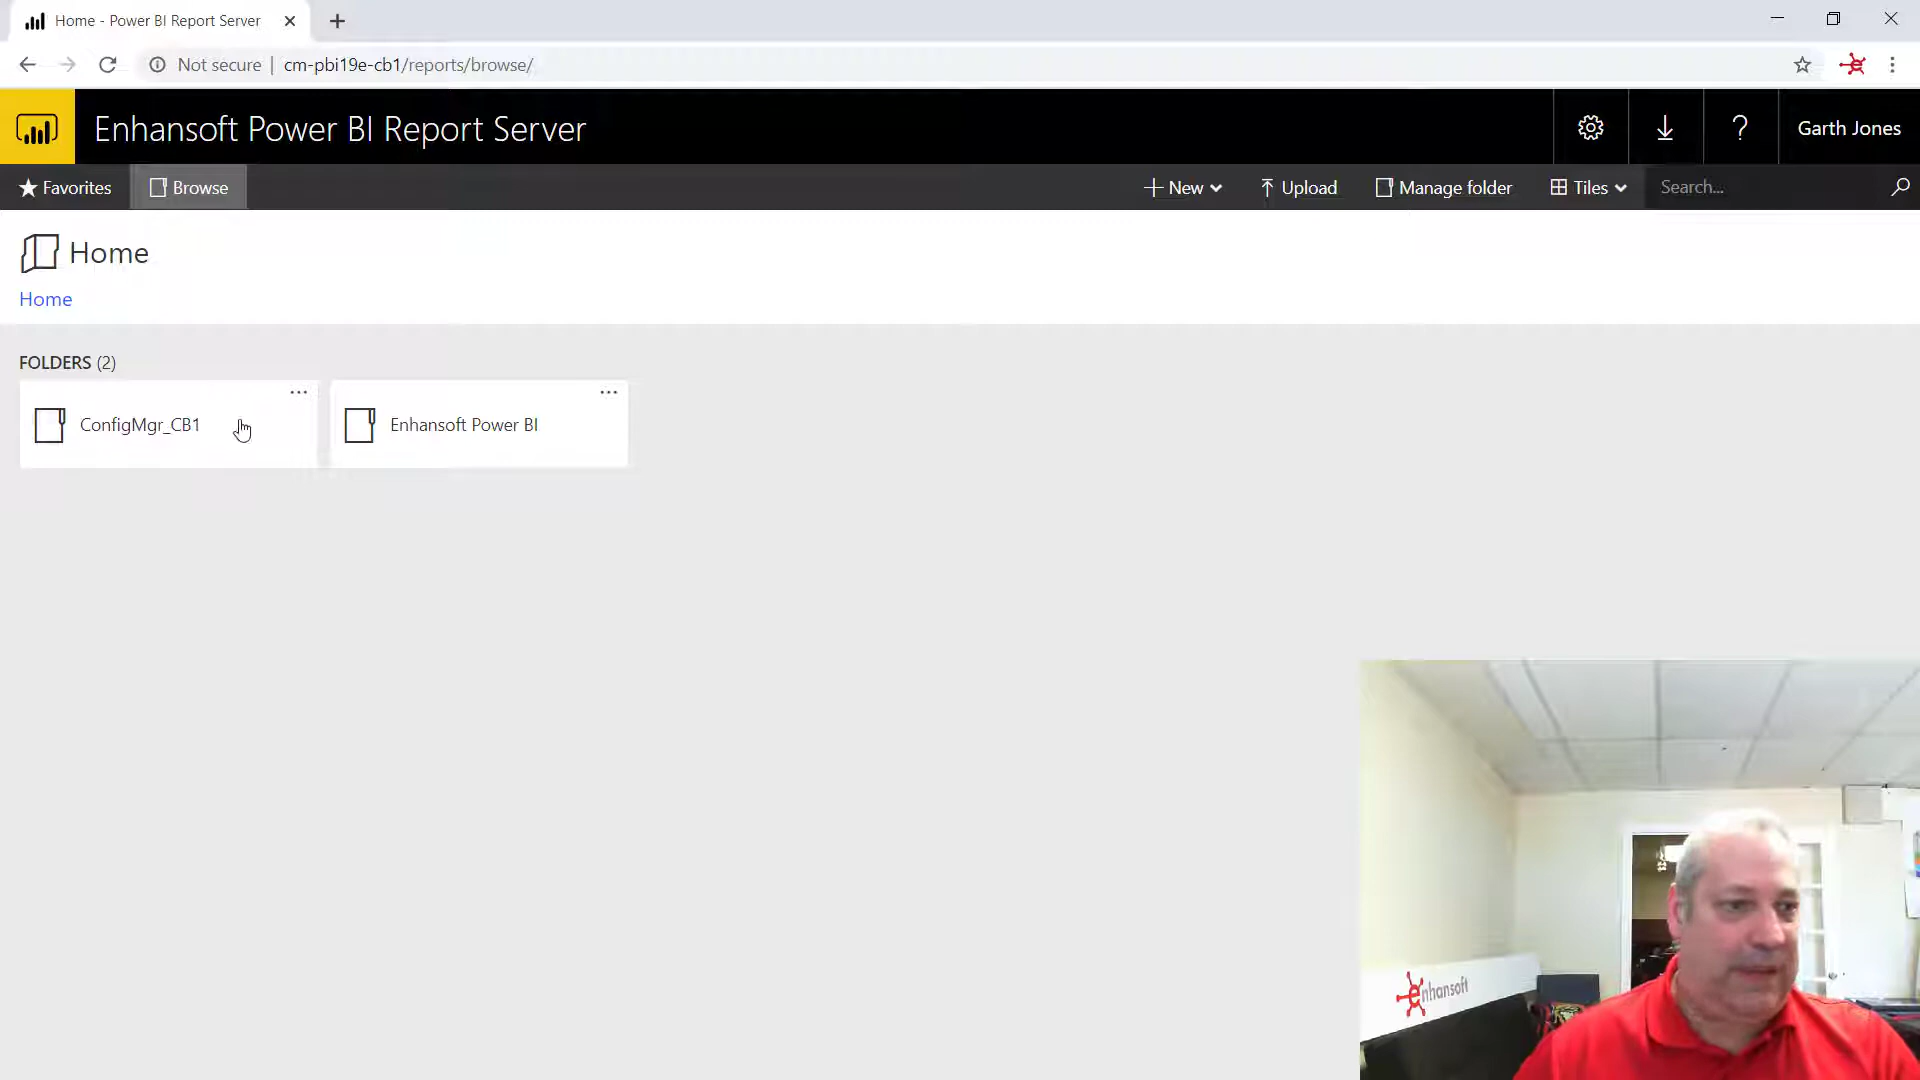 Home - Power BI Report Server
Not secure | cm-pbi19e-cb1/reports/browse/
Enhansoft Power BI Report Server
? Garth Jones
Favorites Browse New Upload Manage folder Tiles Search...
Home
Home
FOLDERS (2)
ConfigMgr_CB1 Enhansoft Power BI
enhansoft